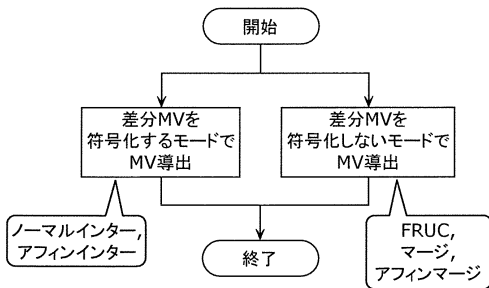 開始
差分MVを
符号化するモードで
MV導出
差分MVを
符号化しないモードで
MV導出
ノーマルインター,
アフィンインター
FRUC,
マージ,
アフィンマージ
終了